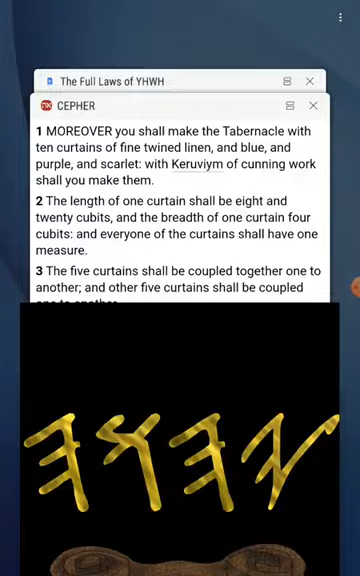 The Full Laws of YHWH
CEPHER
1 MOREOVER you shall make the Tabernacle with
ten curtains of fine twined linen, and blue, and
purple, and scarlet: with Keruviym of cunning work
shall you make them.
2 The length of one curtain shall be eight and
twenty cubits, and the breadth of one curtain four
cubits: and everyone of the curtains shall have one
measure.
3 The five curtains shall be coupled together one to
another; and other five curtains shall be coupled
one to another.
𐤉𐤄𐤅𐤄